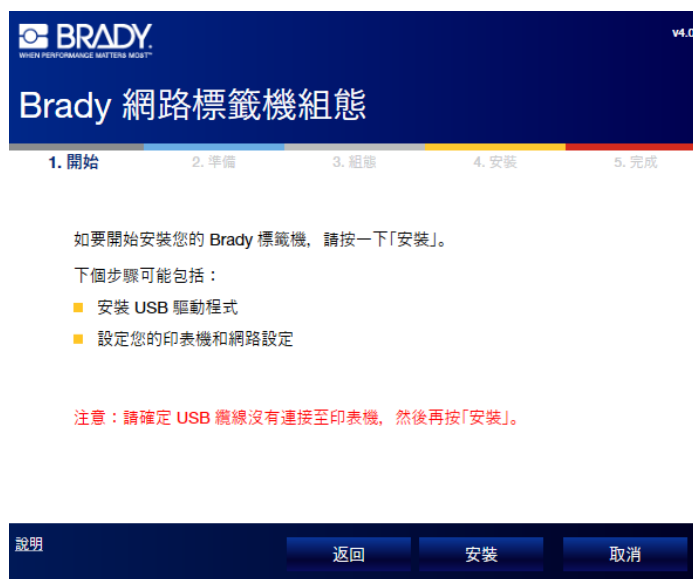 BRADY.
WHEN PERFORMANCE MATTERS MOST™
v4.0
Brady 網路標籤機組態
1. 開始
2. 準備
3. 組態
4. 安裝
5. 完成
如要開始安裝您的 Brady 標籤機，請按一下「安裝」。
下個步驟可能包括：
安裝 USB 驅動程式
設定您的印表機和網路設定
注意：請確定 USB 纜線沒有連接至印表機，然後再按「安裝」。
說明
返回
安裝
取消